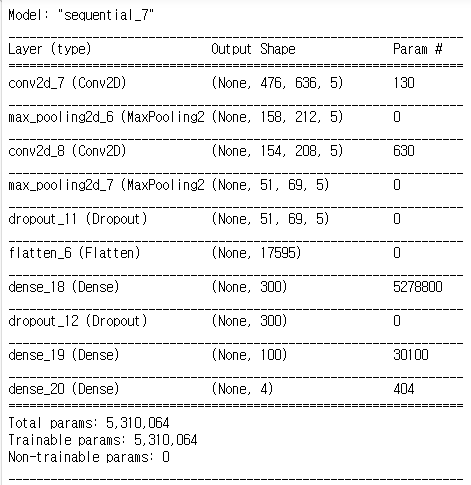 Model: "sequential_7"
_________________________________________________________________
Layer (type)                 Output Shape              Param #
=================================================================
conv2d_7 (Conv2D)            (None, 476, 636, 5)       130
_________________________________________________________________
max_pooling2d_6 (MaxPooling2 (None, 158, 212, 5)       0
_________________________________________________________________
conv2d_8 (Conv2D)            (None, 154, 208, 5)       630
_________________________________________________________________
max_pooling2d_7 (MaxPooling2 (None, 51, 69, 5)         0
_________________________________________________________________
dropout_11 (Dropout)         (None, 51, 69, 5)         0
_________________________________________________________________
flatten_6 (Flatten)          (None, 17595)             0
_________________________________________________________________
dense_18 (Dense)             (None, 300)               5278800
_________________________________________________________________
dropout_12 (Dropout)         (None, 300)               0
_________________________________________________________________
dense_19 (Dense)             (None, 100)               30100
_________________________________________________________________
dense_20 (Dense)             (None, 4)                 404
=================================================================
Total params: 5,310,064
Trainable params: 5,310,064
Non-trainable params: 0
_________________________________________________________________